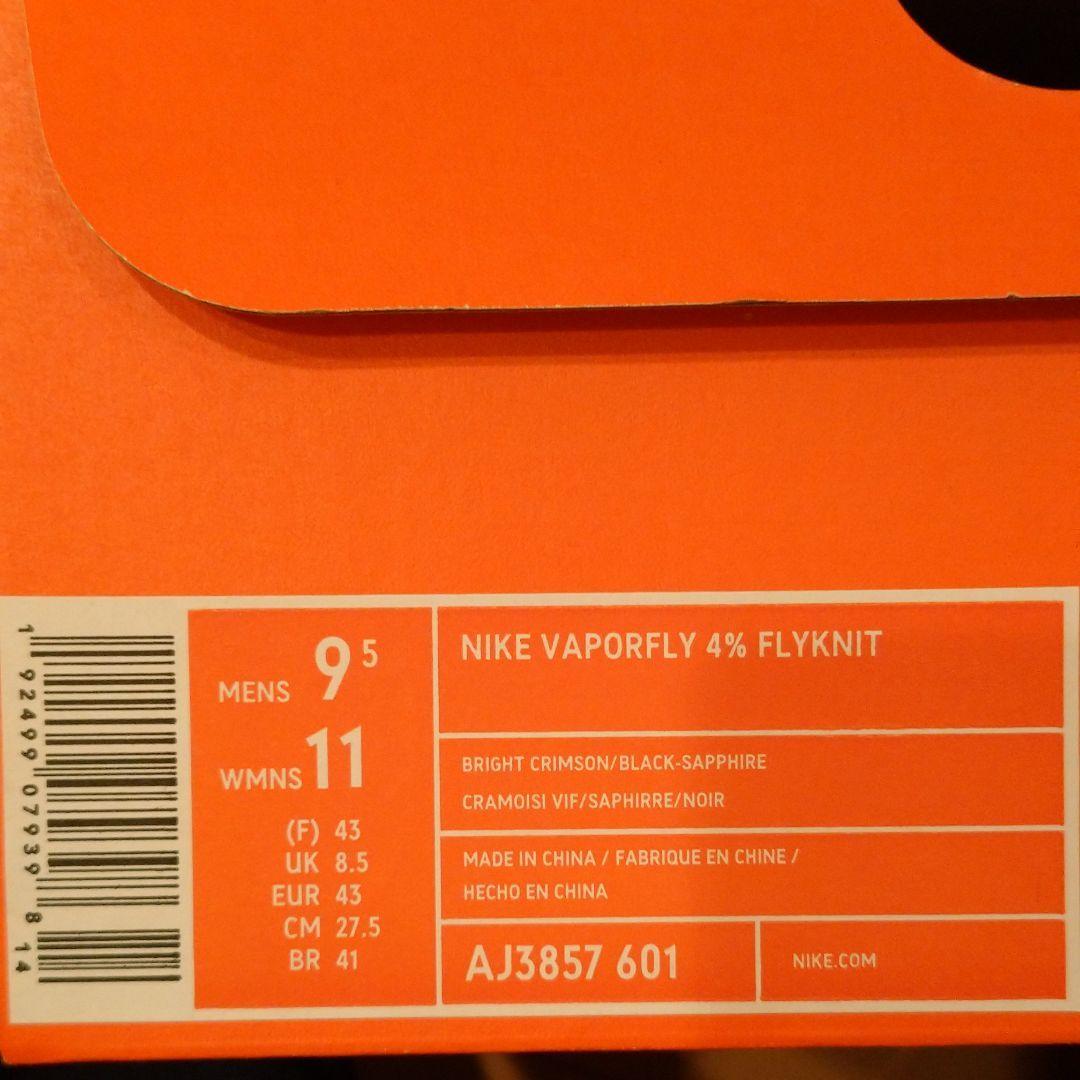 1 92499 07939 8 14
MENS 9 5
WMNS 11
(F) 43
UK 8.5
EUR 43
CM 27.5
BR 41
NIKE VAPORFLY 4% FLYKNIT
BRIGHT CRIMSON/BLACK-SAPPHIRE
CRAMOISI VIF/SAPHIRRE/NOIR
MADE IN CHINA / FABRIQUE EN CHINE /
HECHO EN CHINA
AJ3857 601
NIKE.COM